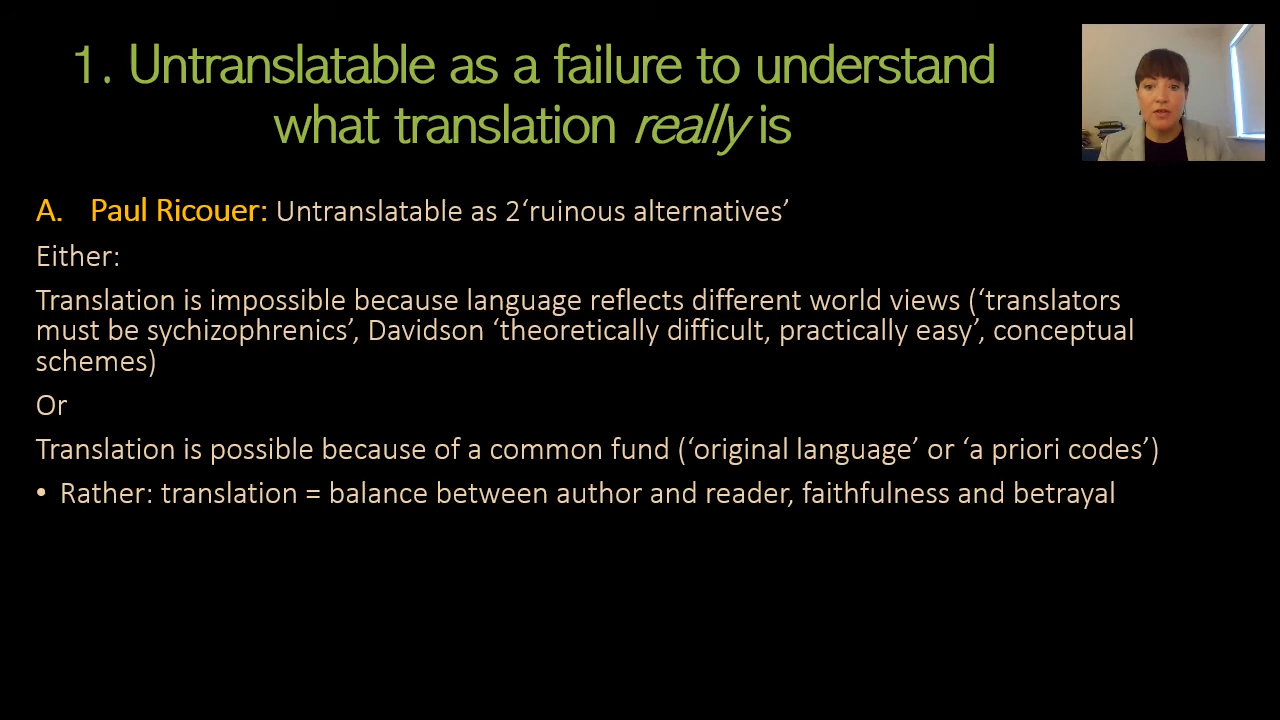 1. Untranslatable as a failure to understand
what translation really is
A. Paul Ricouer: Untranslatable as 2‘ruinous alternatives’
Either:
Translation is impossible because language reflects different world views (‘translators
must be sychizophrenics’, Davidson ‘theoretically difficult, practically easy’, conceptual
schemes)
Or
Translation is possible because of a common fund (‘original language’ or ‘a priori codes’)
• Rather: translation = balance between author and reader, faithfulness and betrayal